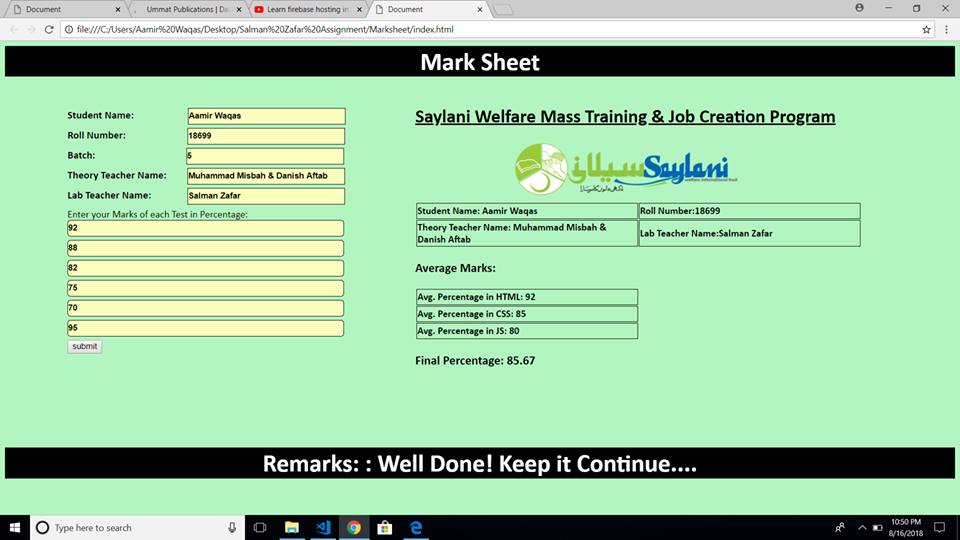 Document
Ummat Publications | Da
Learn firebase hosting in
Document
file:///C:/Users/Aamir%20Waqas/Desktop/Salman%20Zafar%20Assignment/Marksheet/index.html
Mark Sheet
Student Name: Aamir Waqas
Roll Number: 18699
Batch: 5
Theory Teacher Name: Muhammad Misbah & Danish Aftab
Lab Teacher Name: Salman Zafar
Enter your Marks of each Test in Percentage:
92
88
82
75
70
95
submit
Saylani Welfare Mass Training & Job Creation Program
سیلانی Saylani
welfare international trust
Student Name: Aamir Waqas Roll Number:18699
Theory Teacher Name: Muhammad Misbah &
Danish Aftab
Lab Teacher Name:Salman Zafar
Average Marks:
Avg. Percentage in HTML: 92
Avg. Percentage in CSS: 85
Avg. Percentage in JS: 80
Final Percentage: 85.67
Remarks: : Well Done! Keep it Continue....
Type here to search
10:50 PM
8/16/2018